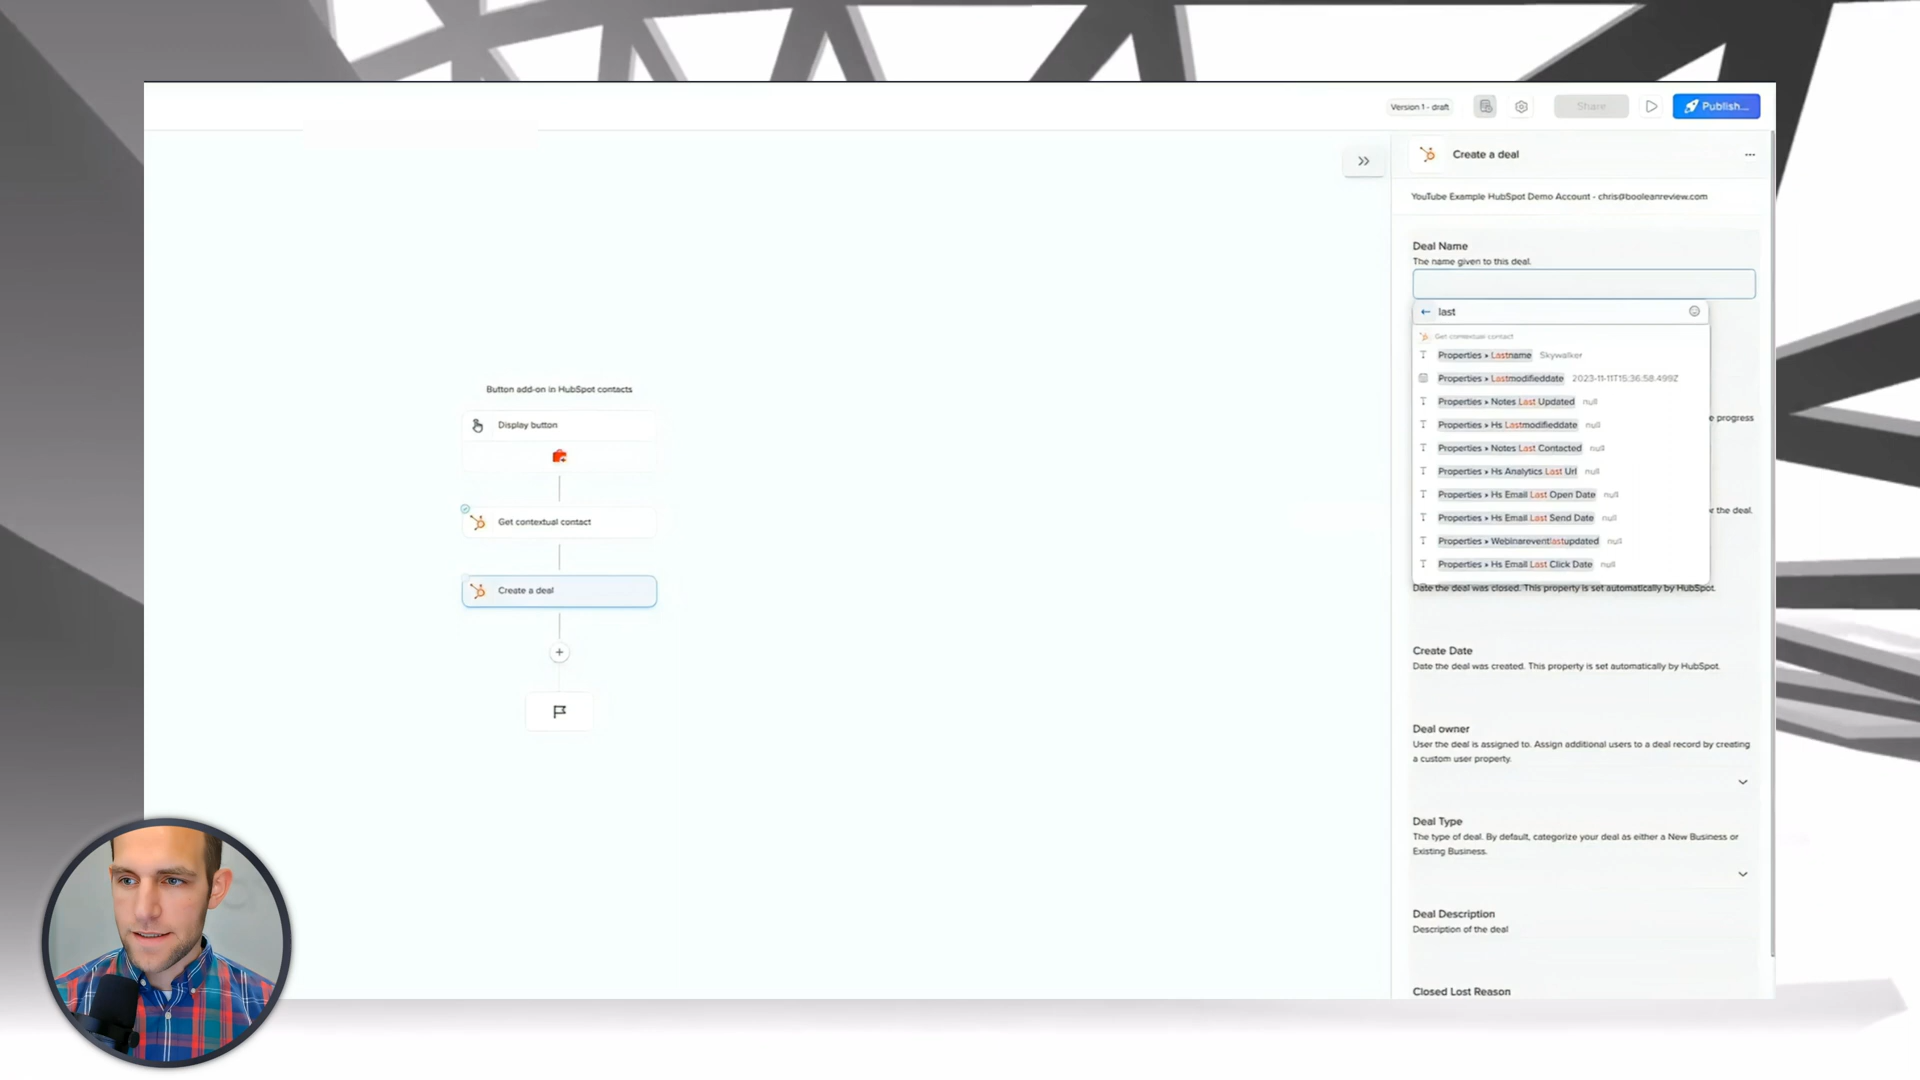 Version 1 - draft
Share
Publish...
Create a deal
YouTube Example HubSpot Demo Account - chris@booleanreview.com
Deal Name
The name given to this deal.
last
Get contextual contact
Properties ▸ Lastname Skywalker
Properties ▸ Lastmodifieddate 2023-11-11T15:36:58.499Z
Properties ▸ Notes Last Updated null
e progress
Properties ▸ Hs Lastmodifieddate null
Properties ▸ Notes Last Contacted null
Properties ▸ Hs Analytics Last Url null
Properties ▸ Hs Email Last Open Date null
r the deal.
Properties ▸ Hs Email Last Send Date null
Properties ▸ Webinareventlastupdated null
Properties ▸ Hs Email Last Click Date null
Date the deal was closed. This property is set automatically by HubSpot.
Create Date
Date the deal was created. This property is set automatically by HubSpot.
Deal owner
User the deal is assigned to. Assign additional users to a deal record by creating
a custom user property.
Deal Type
The type of deal. By default, categorize your deal as either a New Business or
Existing Business.
Deal Description
Description of the deal
Closed Lost Reason
Button add-on in HubSpot contacts
Display button
Get contextual contact
Create a deal